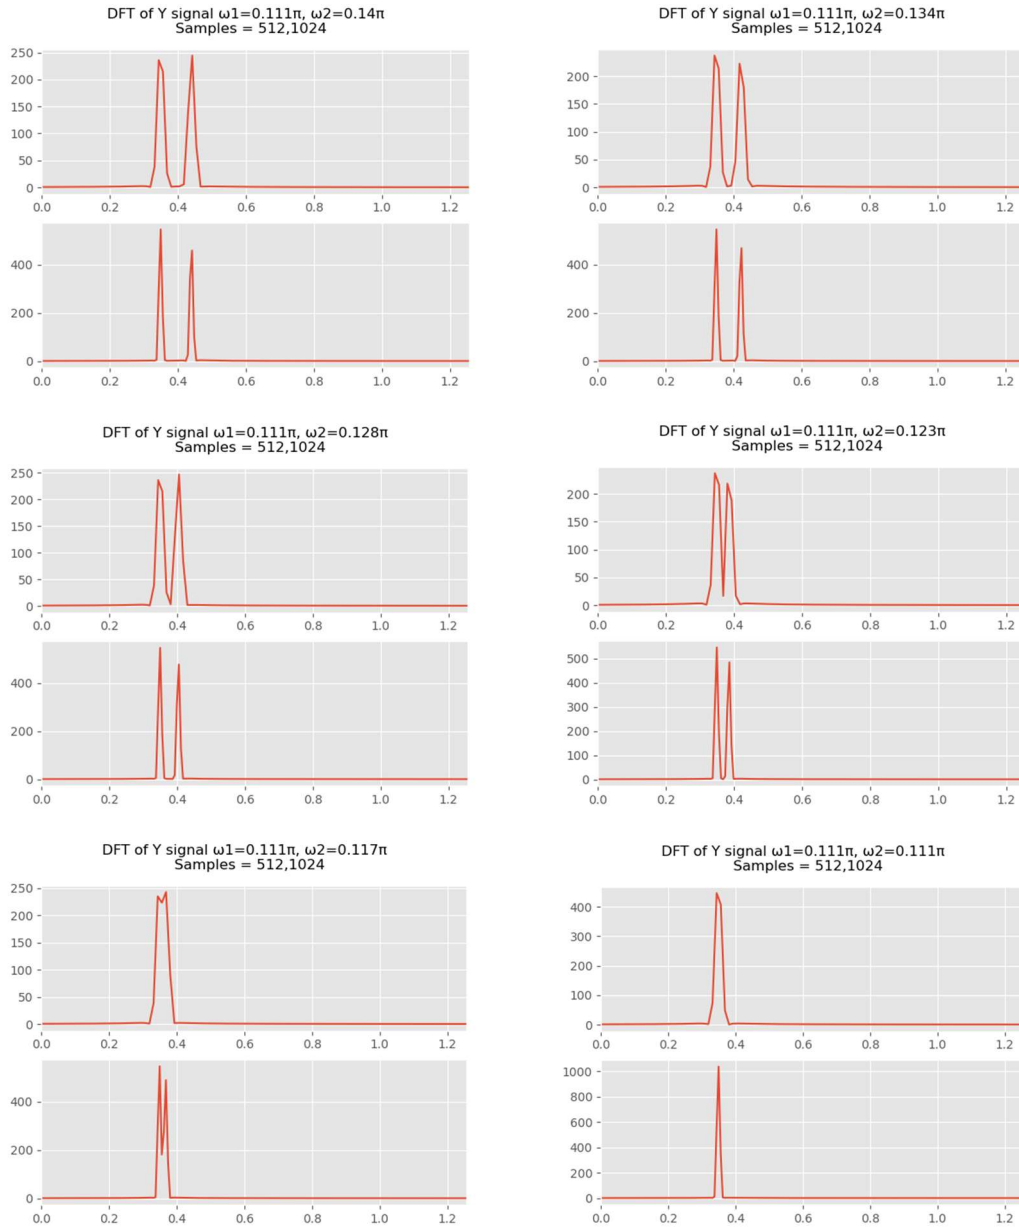 DFT of Y signal ω1=0.111π, ω2=0.14π
Samples = 512,1024
250
200
150
100
50
0
0.0 0.2 0.4 0.6 0.8 1.0 1.2
400
200
0
0.0 0.2 0.4 0.6 0.8 1.0 1.2
DFT of Y signal ω1=0.111π, ω2=0.134π
Samples = 512,1024
200
150
100
50
0
0.0 0.2 0.4 0.6 0.8 1.0 1.2
400
200
0
0.0 0.2 0.4 0.6 0.8 1.0 1.2
DFT of Y signal ω1=0.111π, ω2=0.128π
Samples = 512,1024
250
200
150
100
50
0
0.0 0.2 0.4 0.6 0.8 1.0 1.2
400
200
0
0.0 0.2 0.4 0.6 0.8 1.0 1.2
DFT of Y signal ω1=0.111π, ω2=0.123π
Samples = 512,1024
200
150
100
50
0
0.0 0.2 0.4 0.6 0.8 1.0 1.2
500
400
300
200
100
0
0.0 0.2 0.4 0.6 0.8 1.0 1.2
DFT of Y signal ω1=0.111π, ω2=0.117π
Samples = 512,1024
250
200
150
100
50
0
0.0 0.2 0.4 0.6 0.8 1.0 1.2
400
200
0
0.0 0.2 0.4 0.6 0.8 1.0 1.2
DFT of Y signal ω1=0.111π, ω2=0.111π
Samples = 512,1024
400
300
200
100
0
0.0 0.2 0.4 0.6 0.8 1.0 1.2
1000
800
600
400
200
0
0.0 0.2 0.4 0.6 0.8 1.0 1.2